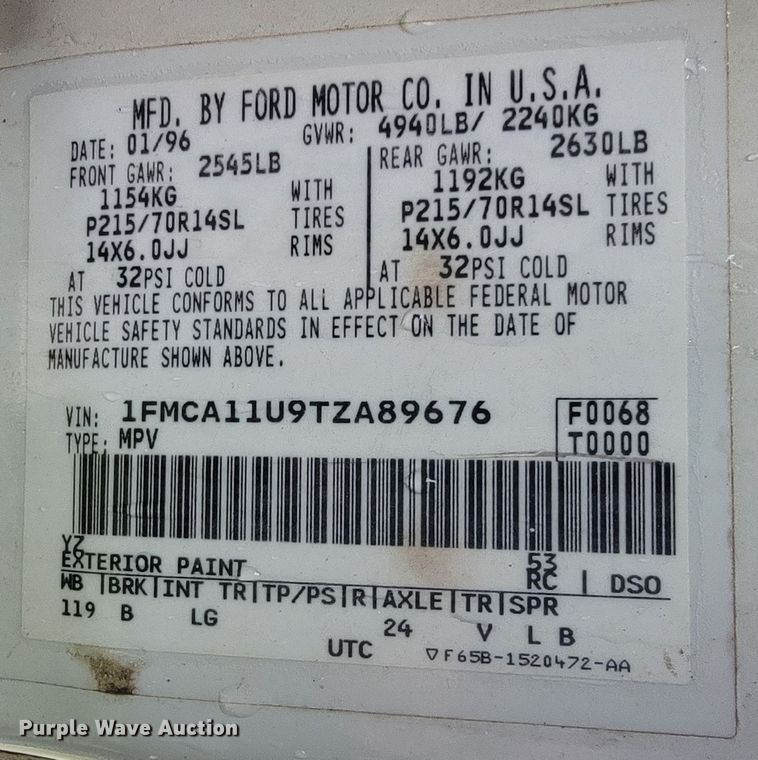 MFD. BY FORD MOTOR CO. IN U.S.A.
DATE: 01/96 GVWR: 4940LB/ 2240KG
FRONT GAWR: 2545LB REAR GAWR: 2630LB
1154KG WITH 1192KG WITH
P215/70R14SL TIRES P215/70R14SL TIRES
14X6.0JJ RIMS 14X6.0JJ RIMS
AT 32PSI COLD AT 32PSI COLD
THIS VEHICLE CONFORMS TO ALL APPLICABLE FEDERAL MOTOR
VEHICLE SAFETY STANDARDS IN EFFECT ON THE DATE OF
MANUFACTURE SHOWN ABOVE.
VIN: 1FMCA11U9TZA89676 F0068
TYPE: MPV T0000
YZ 53
EXTERIOR PAINT RC | DSO
WB |BRK|INT TR|TP/PS|R|AXLE|TR|SPR
119 B LG 24 V L B
UTC ▽F65B-1520472-AA
Purple Wave Auction